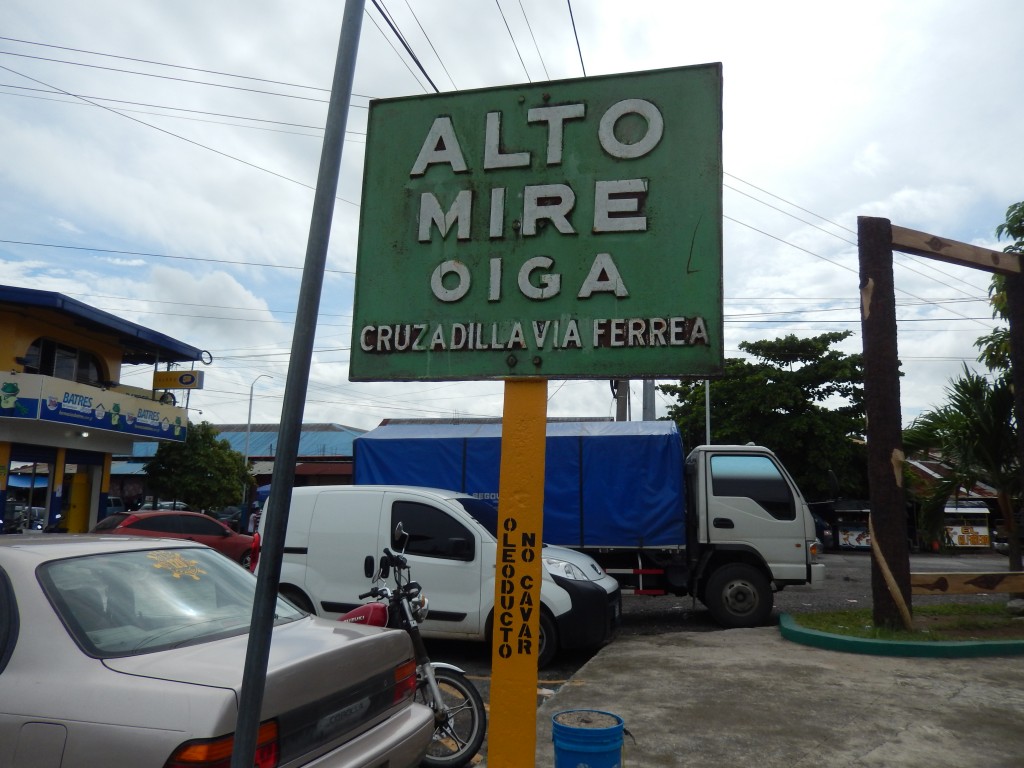 ALTO
MIRE
OIGA
CRUZADILLA VIA FERREA
OLEODUCTO
NO CAVAR
BATRES
BATRES